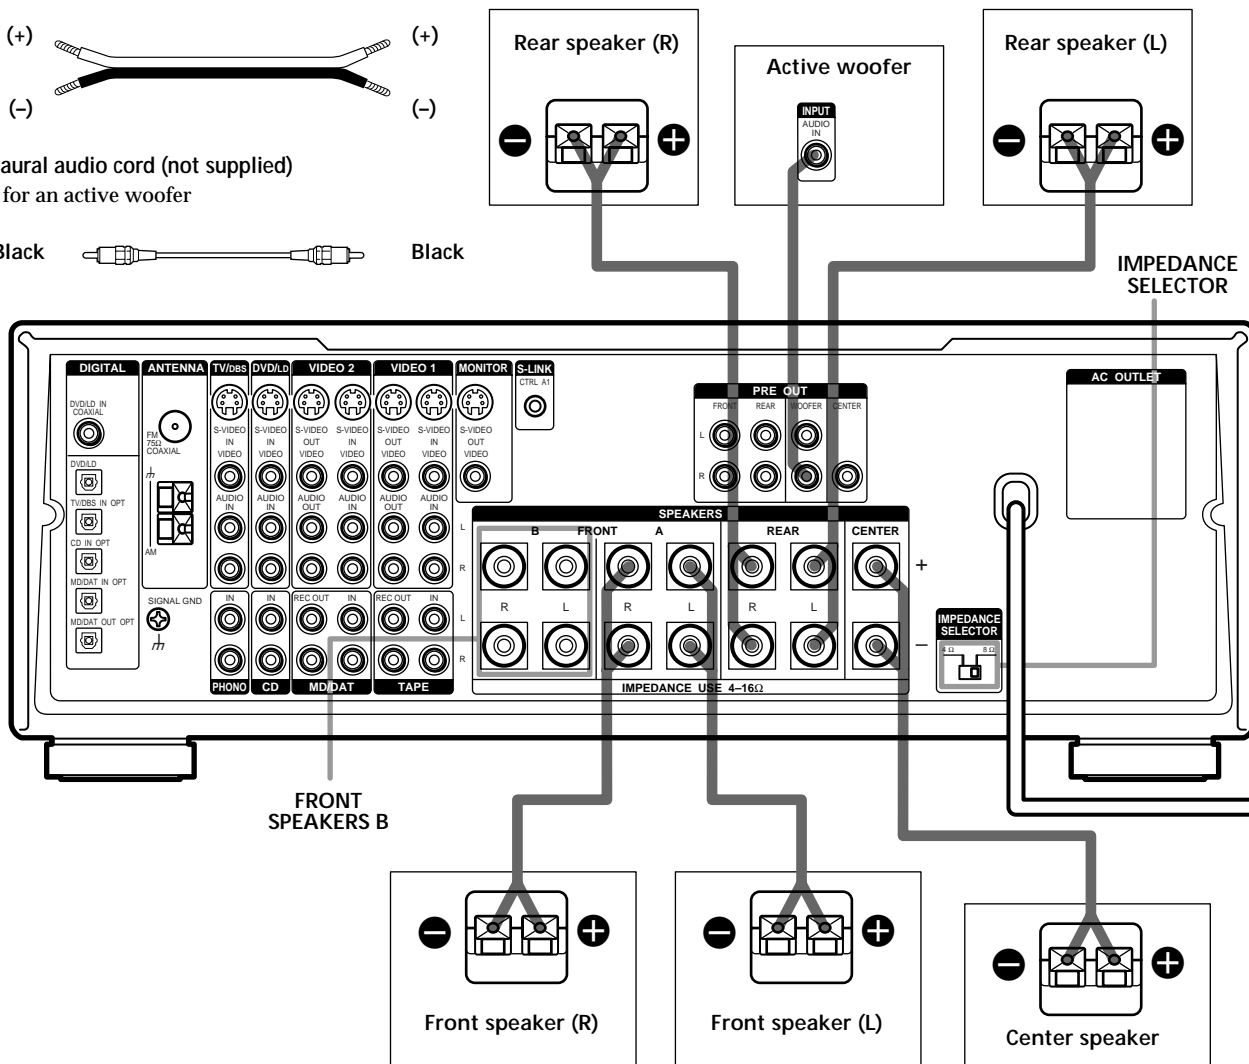 (+) (+)
(–) (–)
aural audio cord (not supplied)
for an active woofer
Black Black
Rear speaker (R)
Active woofer
INPUT
AUDIO
IN
Rear speaker (L)
IMPEDANCE
SELECTOR
DIGITAL
DVD/LD IN
COAXIAL
DVD/LD
TV/DBS IN OPT
CD IN OPT
MD/DAT IN OPT
MD/DAT OUT OPT
ANTENNA
FM
75Ω
COAXIAL
AM
SIGNAL GND
TV/DBS DVD/LD VIDEO 2 VIDEO 1 MONITOR
S-VIDEO S-VIDEO S-VIDEO S-VIDEO S-VIDEO S-VIDEO S-VIDEO
IN IN OUT IN OUT IN OUT
VIDEO VIDEO VIDEO VIDEO VIDEO VIDEO VIDEO
AUDIO AUDIO AUDIO AUDIO AUDIO AUDIO
IN IN OUT IN OUT IN
L
R
IN IN REC OUT IN REC OUT IN
L
R
PHONO CD MD/DAT TAPE
S-LINK
CTRL A1
PRE OUT
FRONT REAR WOOFER CENTER
L
R
SPEAKERS
B FRONT A REAR CENTER
+
R L R L R L
–
IMPEDANCE USE 4–16Ω
IMPEDANCE
SELECTOR
4 Ω 8 Ω
AC OUTLET
FRONT
SPEAKERS B
Front speaker (R)
Front speaker (L)
Center speaker